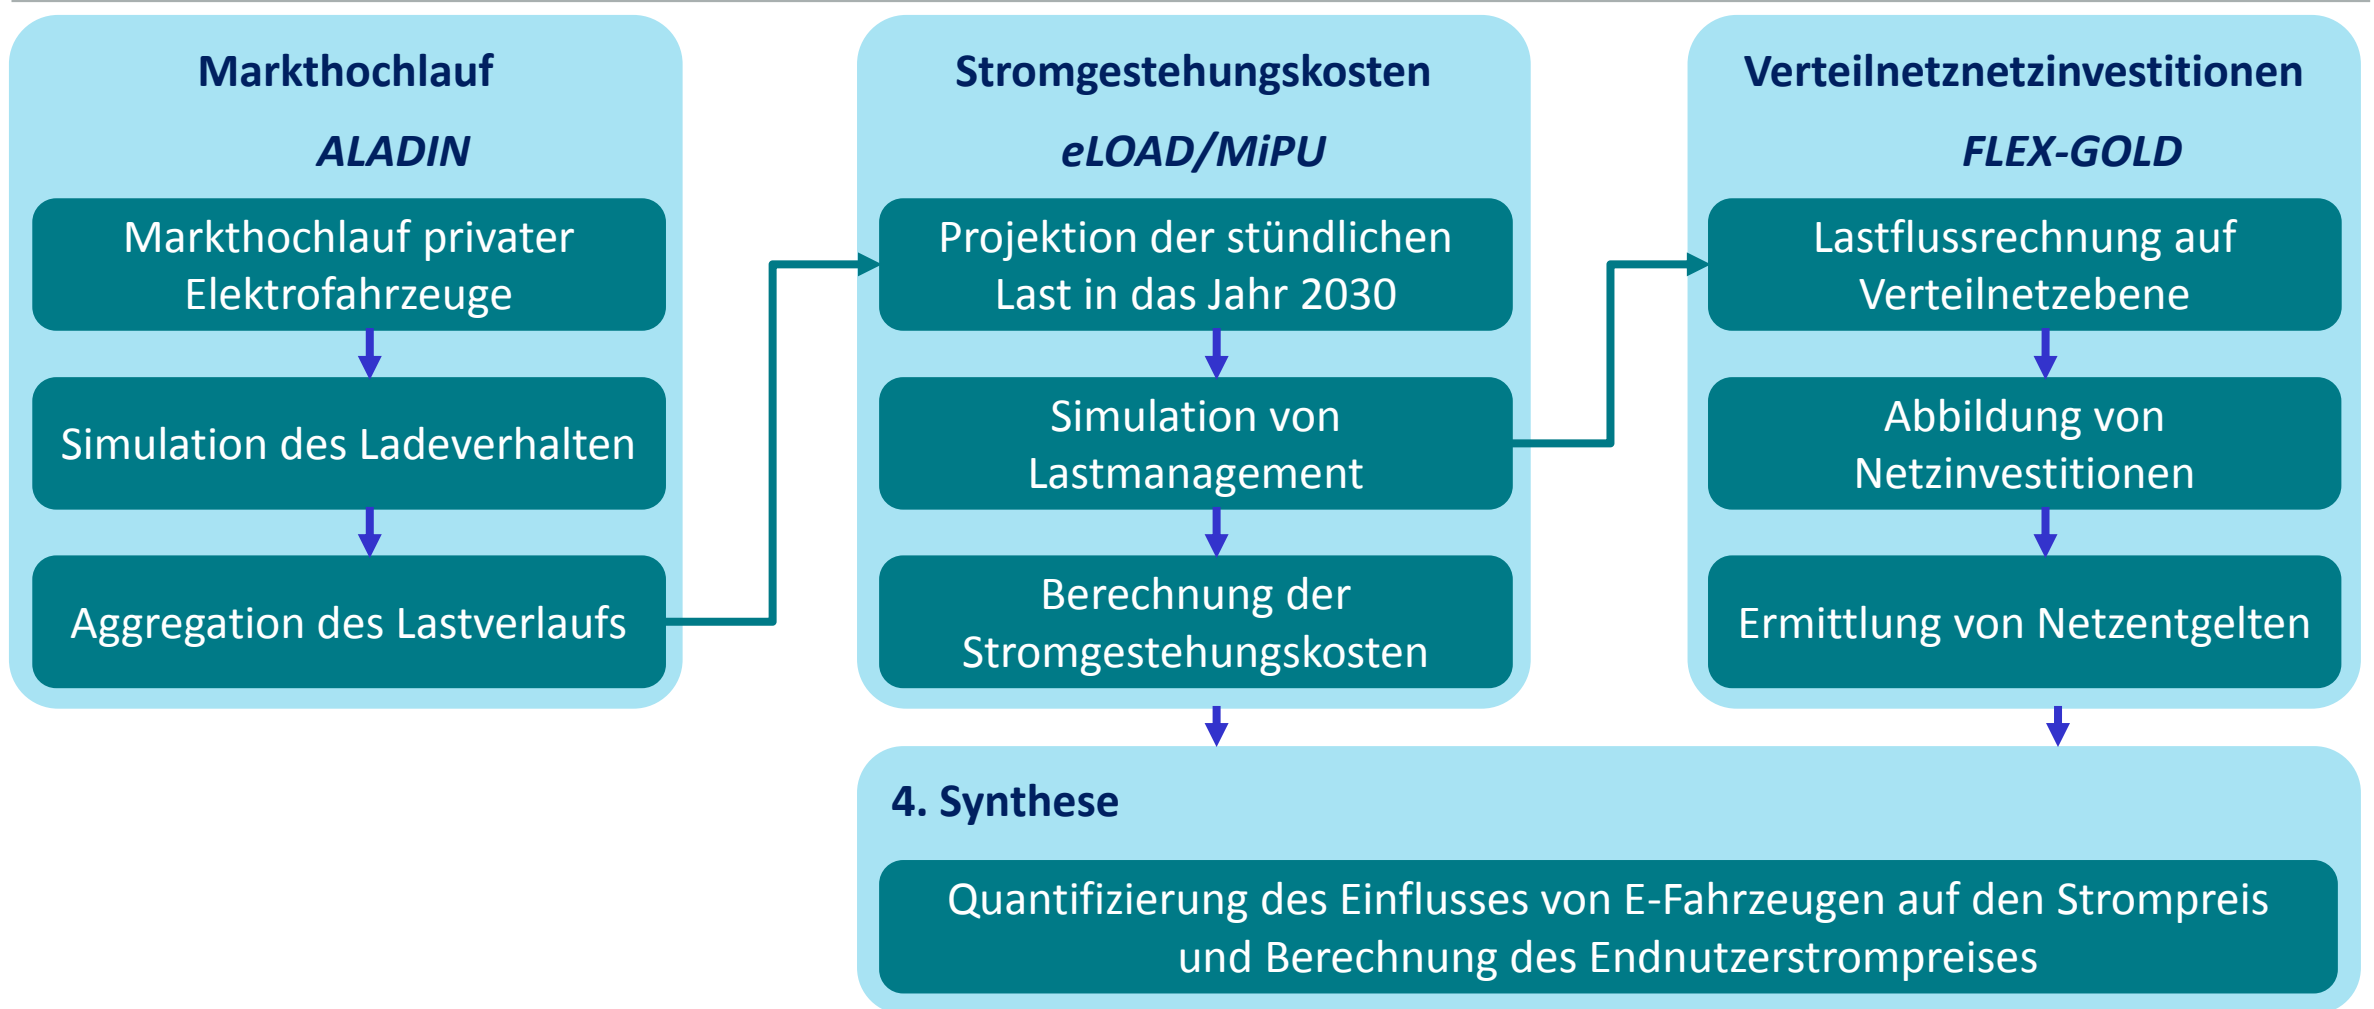 Markthochlauf
ALADIN
Markthochlauf privater
Elektrofahrzeuge
Simulation des Ladeverhalten
Aggregation des Lastverlaufs
Stromgestehungskosten
eLOAD/MiPU
Projektion der stündlichen
Last in das Jahr 2030
Simulation von
Lastmanagement
Berechnung der
Stromgestehungskosten
Verteilnetznetzinvestitionen
FLEX-GOLD
Lastflussrechnung auf
Verteilnetzebene
Abbildung von
Netzinvestitionen
Ermittlung von Netzentgelten
4. Synthese
Quantifizierung des Einflusses von E-Fahrzeugen auf den Strompreis
und Berechnung des Endnutzerstrompreises